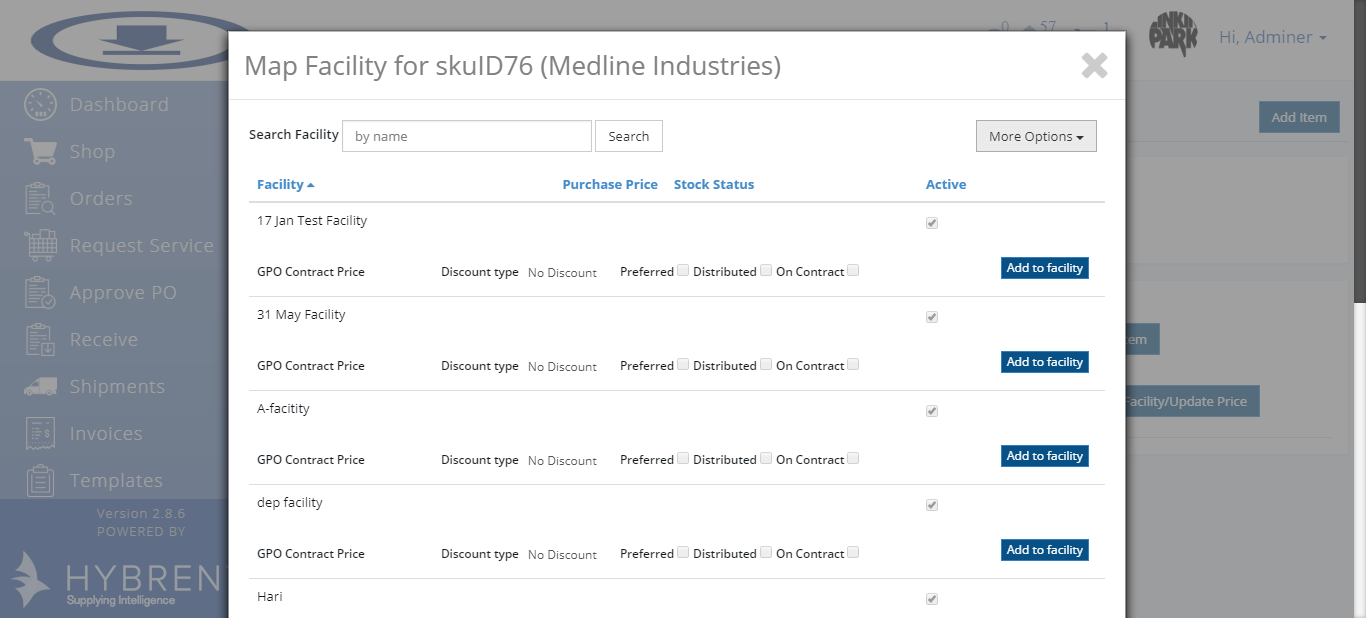 0 57 1
LINKIN
PARK
Hi, Adminer
Map Facility for skuID76 (Medline Industries)
Dashboard
Shop
Orders
Request Service
Approve PO
Receive
Shipments
Invoices
Templates
Version 2.8.6
POWERED BY
HYBREN
Supplying Intelligence
Add Item
Search Facility by name Search More Options
Facility Purchase Price Stock Status Active
17 Jan Test Facility
GPO Contract Price Discount type No Discount Preferred Distributed On Contract Add to facility
31 May Facility
GPO Contract Price Discount type No Discount Preferred Distributed On Contract Add to facility
A-facitity
GPO Contract Price Discount type No Discount Preferred Distributed On Contract Add to facility
dep facility
GPO Contract Price Discount type No Discount Preferred Distributed On Contract Add to facility
Hari
em
Facility/Update Price